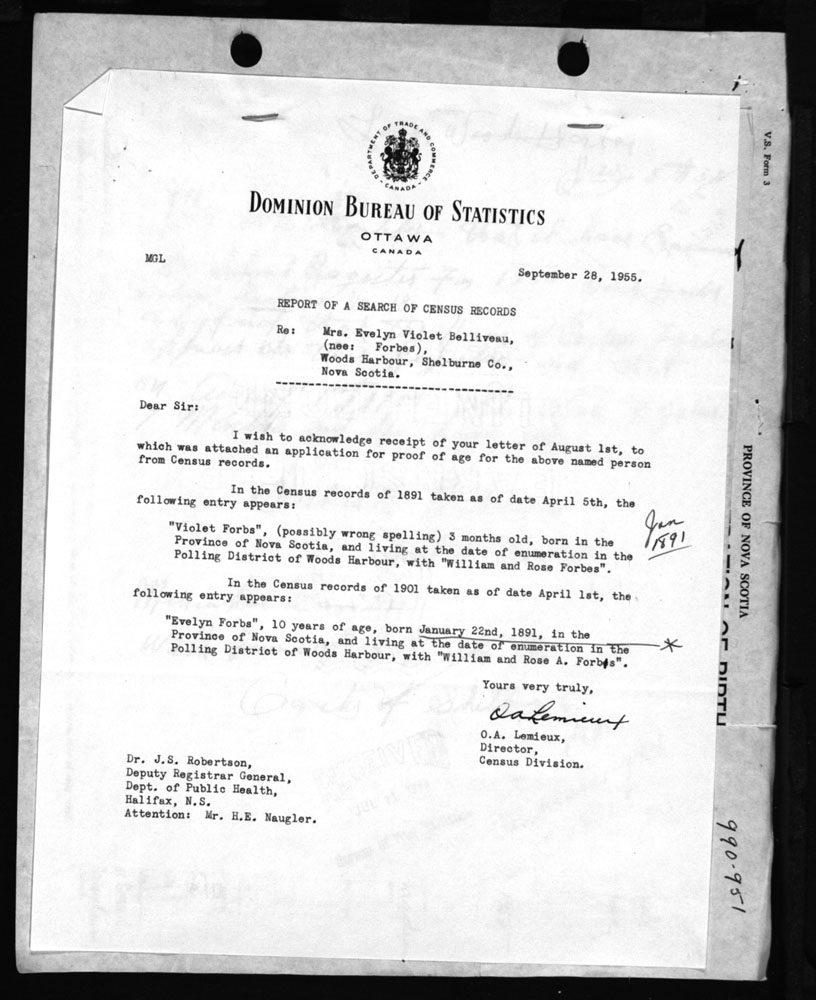 DEPARTMENT OF TRADE AND COMMERCE
CANADA
DOMINION BUREAU OF STATISTICS
OTTAWA
CANADA
MGL
September 28, 1955.
REPORT OF A SEARCH OF CENSUS RECORDS
Re: Mrs. Evelyn Violet Belliveau,
(nee: Forbes),
Woods Harbour, Shelburne Co.,
Nova Scotia.
Dear Sir:
I wish to acknowledge receipt of your letter of August 1st, to
which was attached an application for proof of age for the above named person
from Census records.
In the Census records of 1891 taken as of date April 5th, the
following entry appears:
"Violet Forbs", (possibly wrong spelling) 3 months old, born in the
Province of Nova Scotia, and living at the date of enumeration in the
Polling District of Woods Harbour, with "William and Rose Forbes".
Jan
1891
In the Census records of 1901 taken as of date April 1st, the
following entry appears:
"Evelyn Forbs", 10 years of age, born January 22nd, 1891, in the
Province of Nova Scotia, and living at the date of enumeration in the
Polling District of Woods Harbour, with "William and Rose A. Forbs".
Yours very truly,
O A Lemieux
O.A. Lemieux,
Director,
Census Division.
Dr. J.S. Robertson,
Deputy Registrar General,
Dept. of Public Health,
Halifax, N.S.
Attention: Mr. H.E. Naugler.
V.S. Form 3
PROVINCE OF NOVA SCOTIA
OF BIRTH
990-951